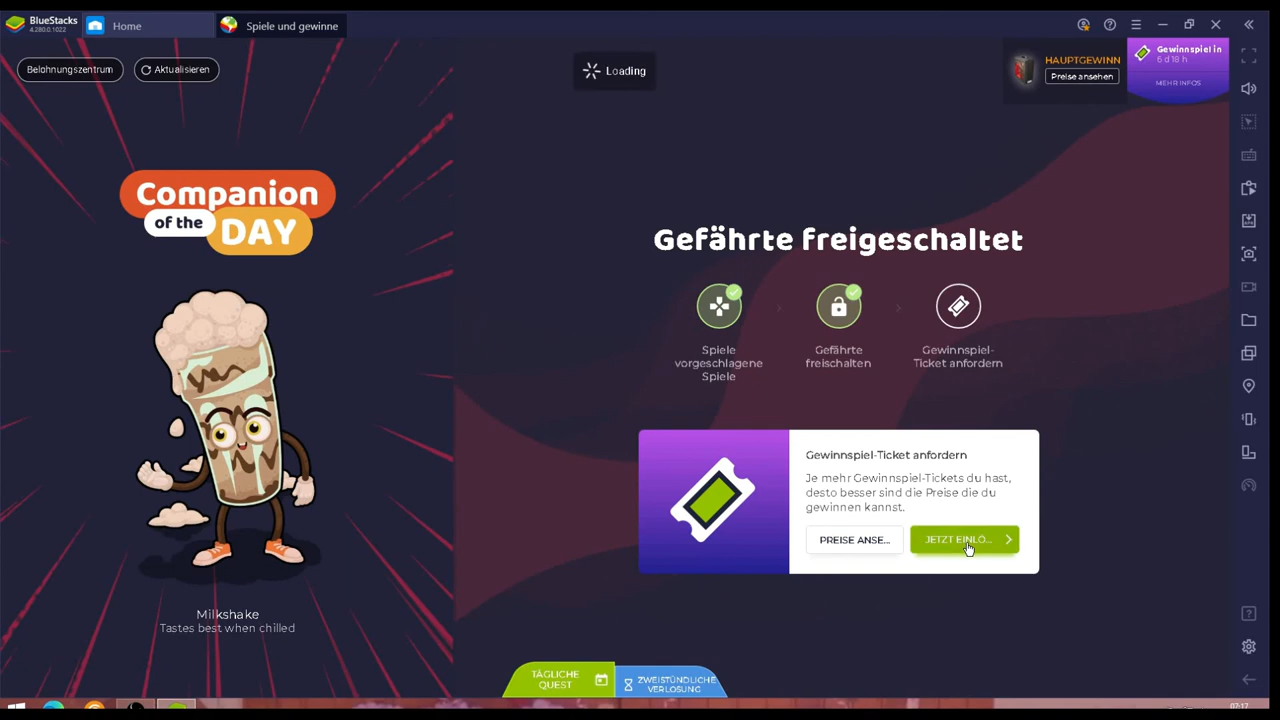 BlueStacks
4.280.0.1022
Home
Spiele und gewinne
Belohnungszentrum
Aktualisieren
Loading
HAUPTGEWINN
Preise ansehen
Gewinnspiel in
6 d 18 h
MEHR INFOS
Companion
of the
DAY
Milkshake
Tastes best when chilled
Gefährte freigeschaltet
Spiele
vorgeschlagene
Spiele
Gefährte
freischalten
Gewinnspiel-
Ticket anfordern
Gewinnspiel-Ticket anfordern
Je mehr Gewinnspiel-Tickets du hast,
desto besser sind die Preise die du
gewinnen kannst.
PREISE ANSE...
JETZT EINLÖ...
TÄGLICHE
QUEST
ZWEISTÜNDLICHE
VERLOSUNG
07:17